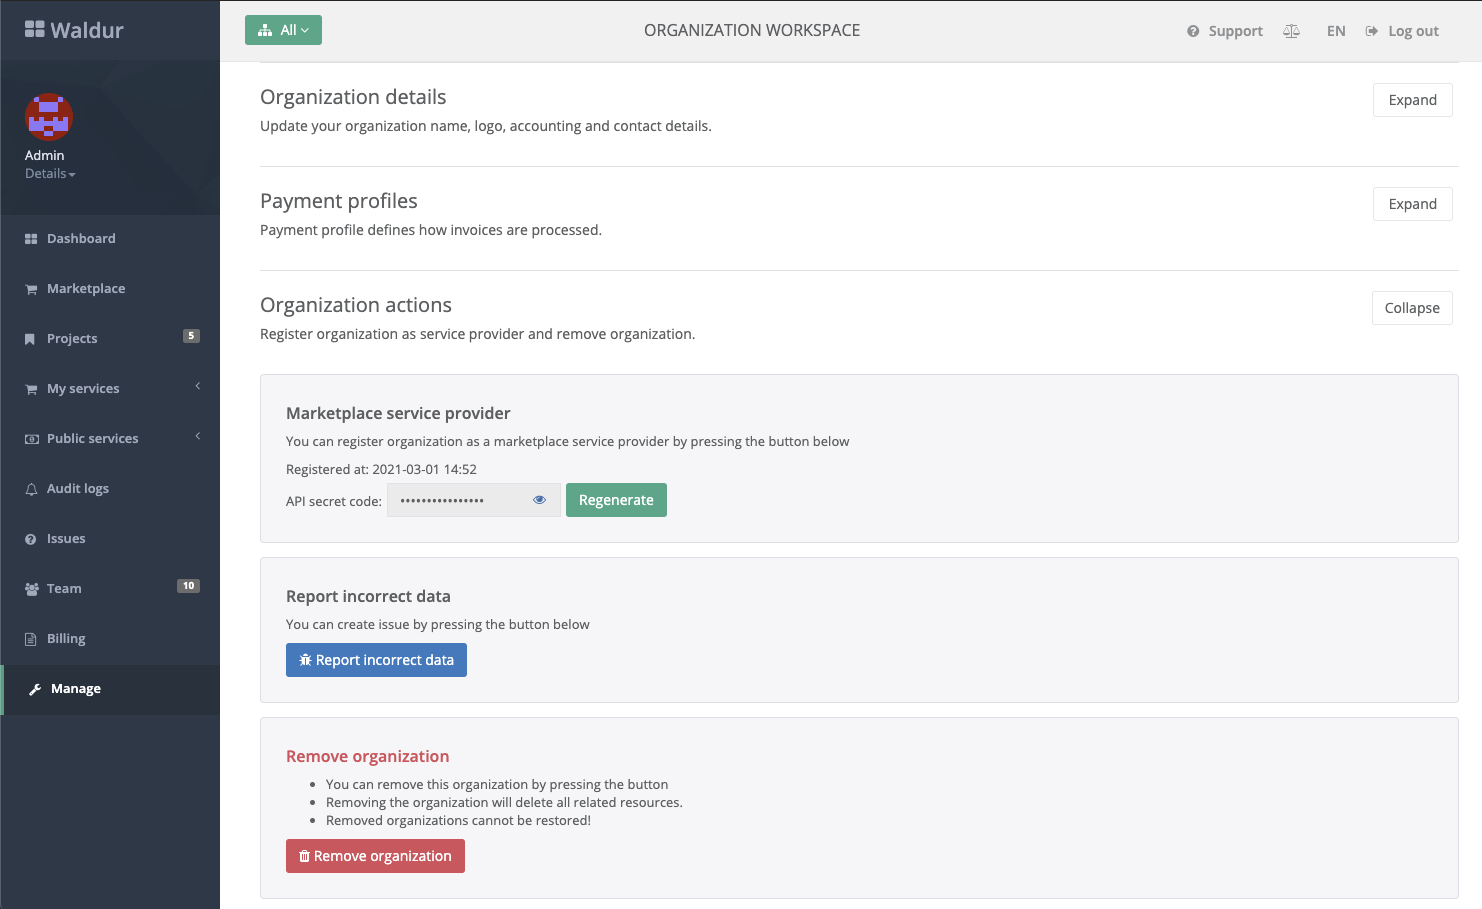 Waldur
All
ORGANIZATION WORKSPACE
Support
EN
Log out
Admin
Details
Dashboard
Marketplace
Projects 5
My services
Public services
Audit logs
Issues
Team 10
Billing
Manage
Organization details
Expand
Update your organization name, logo, accounting and contact details.
Payment profiles
Expand
Payment profile defines how invoices are processed.
Organization actions
Collapse
Register organization as service provider and remove organization.
Marketplace service provider
You can register organization as a marketplace service provider by pressing the button below
Registered at: 2021-03-01 14:52
API secret code: •••••••••••••••• Regenerate
Report incorrect data
You can create issue by pressing the button below
Report incorrect data
Remove organization
• You can remove this organization by pressing the button
• Removing the organization will delete all related resources.
• Removed organizations cannot be restored!
Remove organization